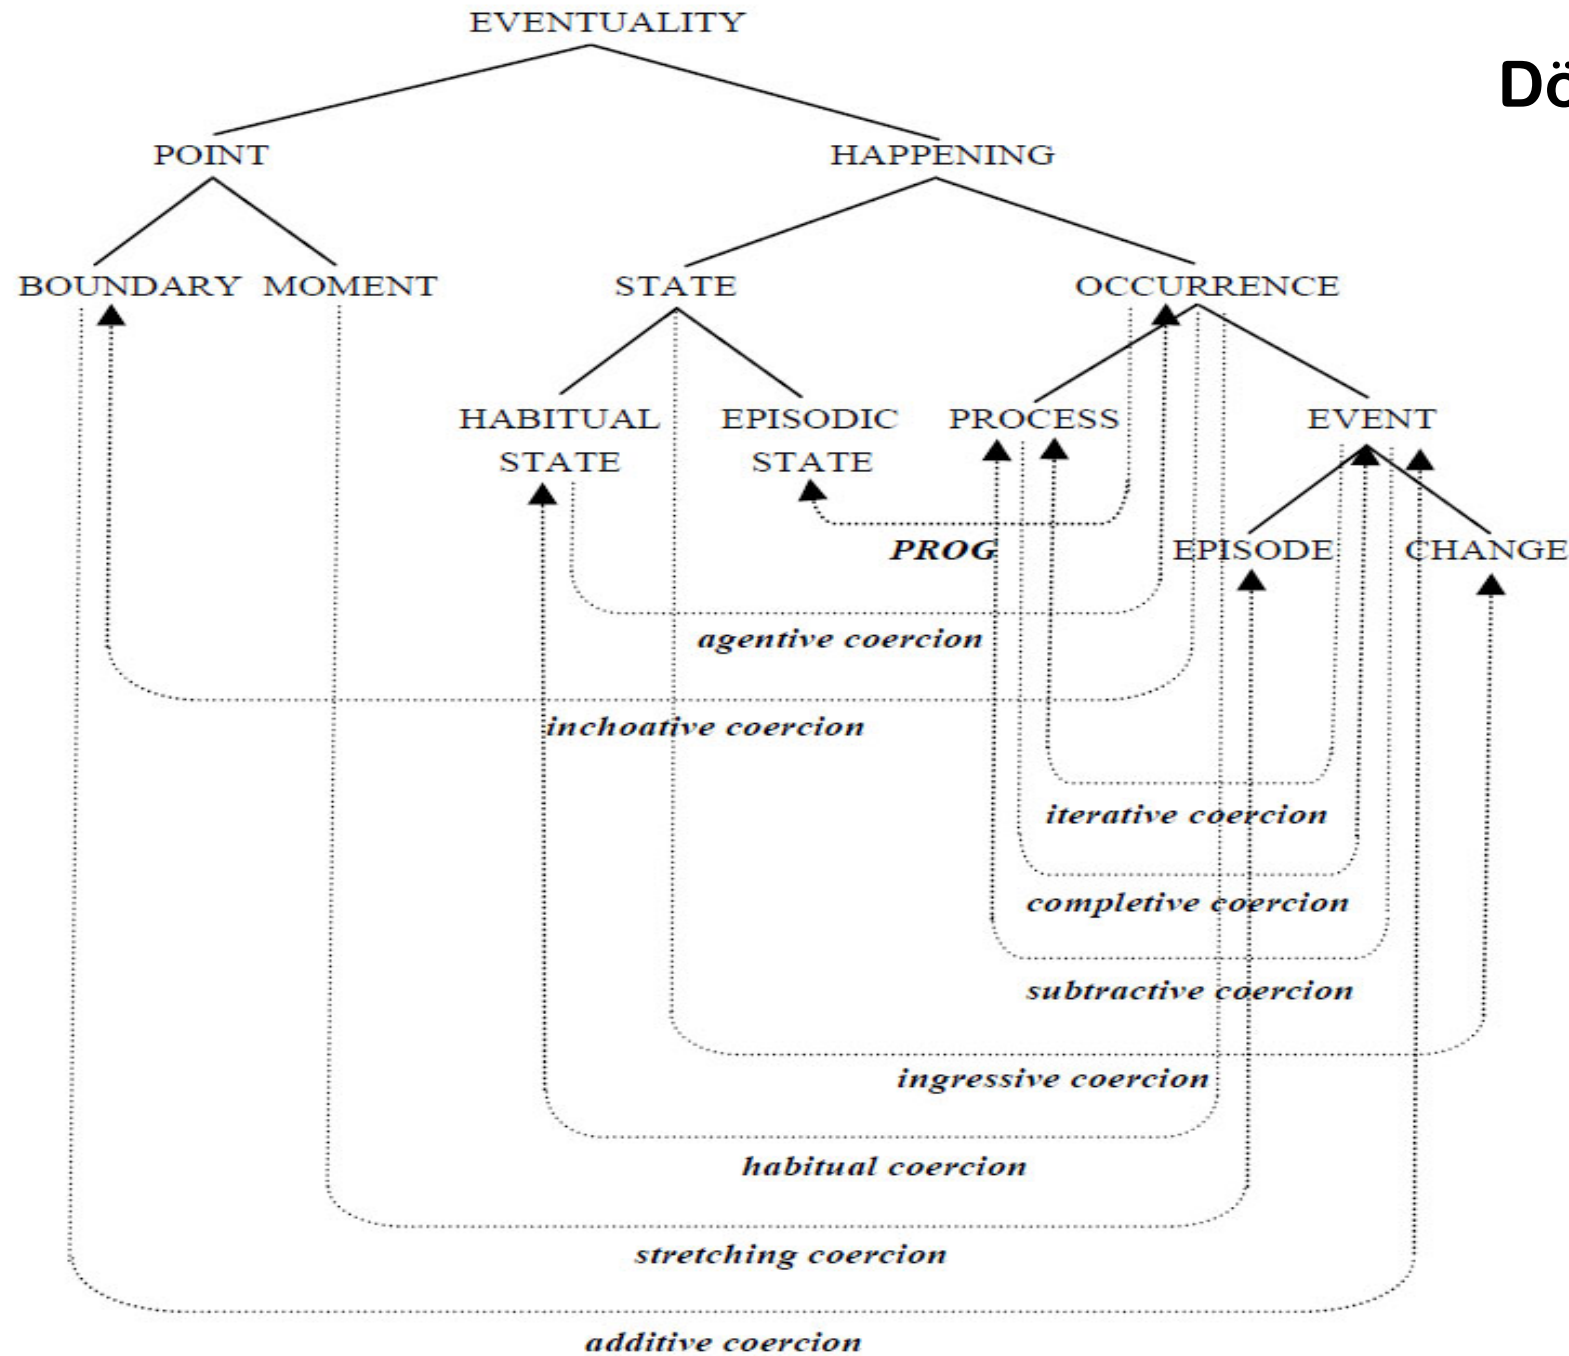 EVENTUALITY
Dö
POINT
HAPPENING
BOUNDARY
MOMENT
STATE
OCCURRENCE
HABITUAL
STATE
EPISODIC
STATE
PROCESS
EVENT
PROG
EPISODE
CHANGE
agentive coercion
inchoative coercion
iterative coercion
completive coercion
subtractive coercion
ingressive coercion
habitual coercion
stretching coercion
additive coercion